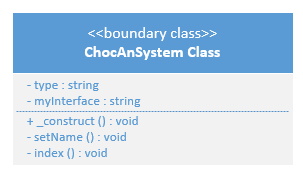 <<boundary class>>
ChocAnSystem Class
- type : string
- myInterface : string
+ _construct () : void
- setName () : void
- index () : void